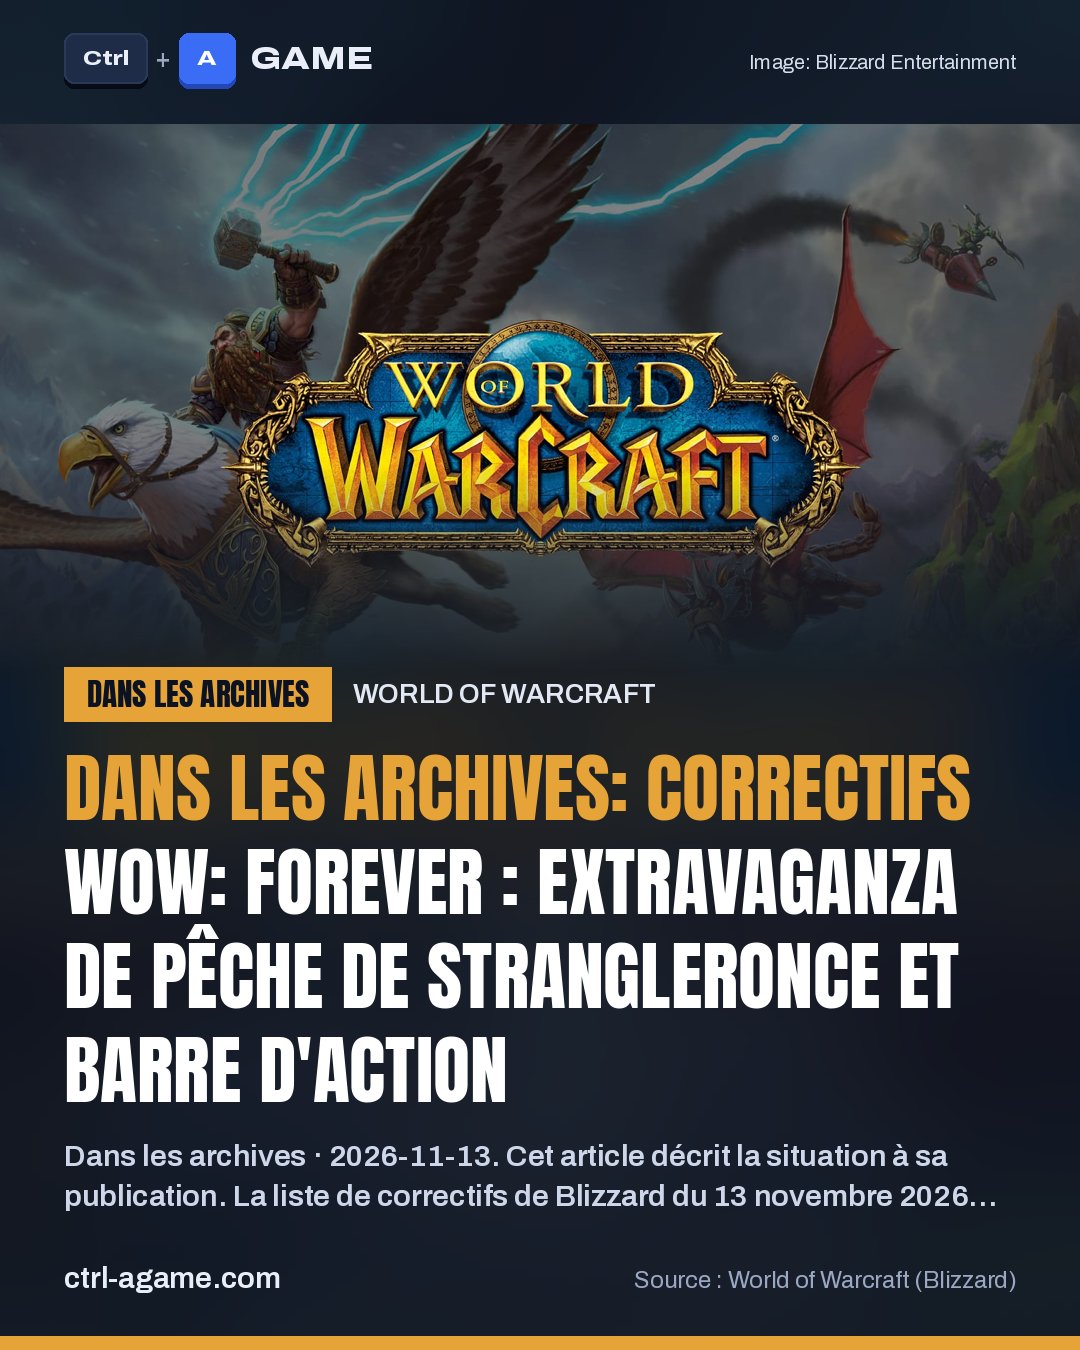 Ctrl + A GAME
Image: Blizzard Entertainment
WORLD OF WARCRAFT®
DANS LES ARCHIVES WORLD OF WARCRAFT
DANS LES ARCHIVES: CORRECTIFS
WOW: FOREVER : EXTRAVAGANZA
DE PÊCHE DE STRANGLERONCE ET
BARRE D'ACTION
Dans les archives · 2026-11-13. Cet article décrit la situation à sa
publication. La liste de correctifs de Blizzard du 13 novembre 2026…
ctrl-agame.com
Source : World of Warcraft (Blizzard)